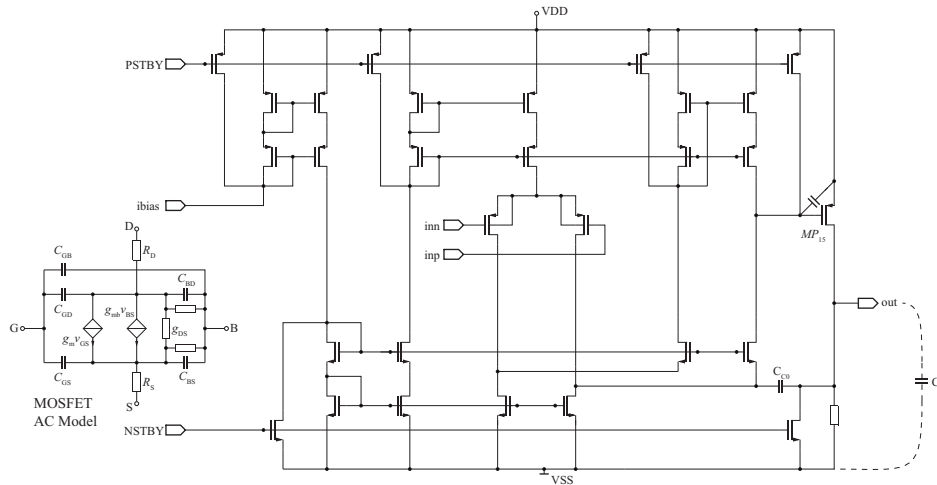 VDD
PSTBY
ibias
inn
inp
MP15
out
D
RD
CGB
CBD
CGD
gmvGS
gmbvBS
gDS
G
B
CGS
CBS
RS
S
MOSFET
AC Model
NSTBY
CC0
C
VSS